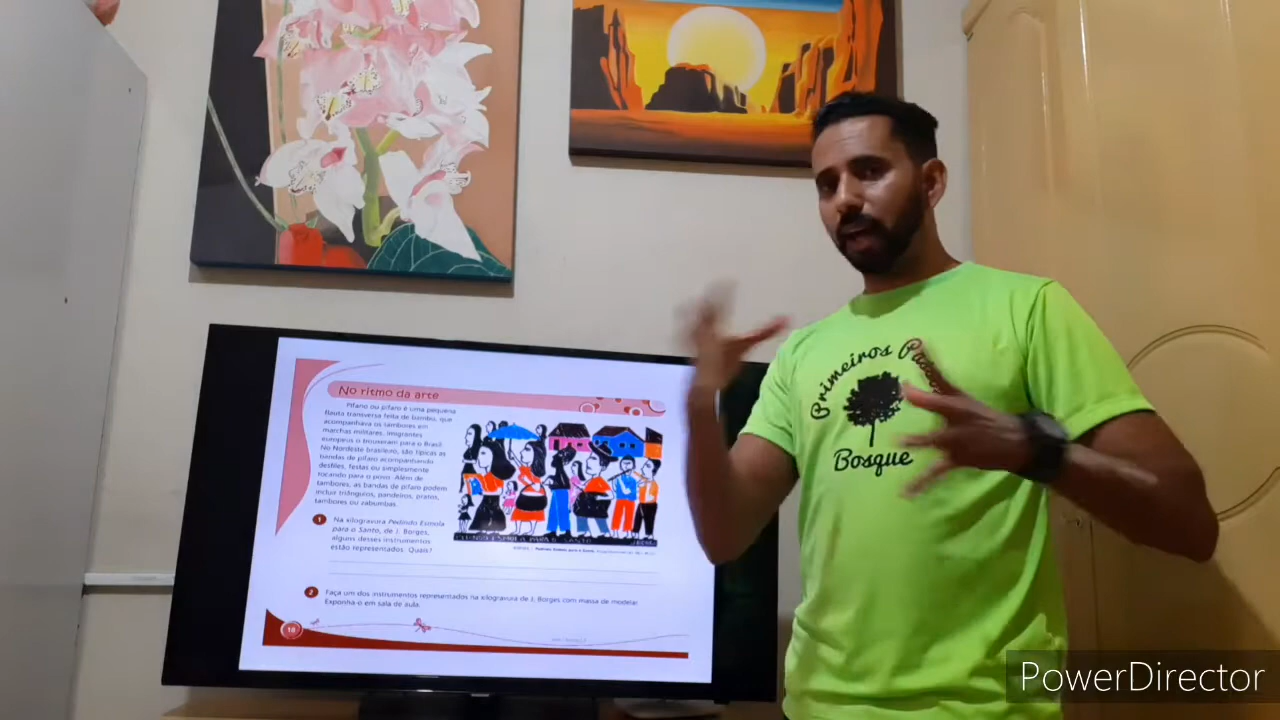 No ritmo da arte
Pífano ou pífaro é uma pequena
flauta transversa feita de bambu, que
acompanhava os tambores em
marchas militares. Imigrantes
europeus o trouxeram para o Brasil.
No Nordeste brasileiro, são típicas as
bandas de pífaro acompanhando
desfiles, festas ou simplesmente
tocando para o povo. Além de
tambores, as bandas de pífaro podem
incluir triângulos, pandeiros, pratos,
tambores ou zabumbas.
1 Na xilogravura Pedindo Esmola
para o Santo, de J. Borges,
alguns desses instrumentos
estão representados. Quais?
2 Faça um dos instrumentos representados na xilogravura de J. Borges com massa de modelar.
Exponha-o em sala de aula.
Primeiros
Bosque
PowerDirector